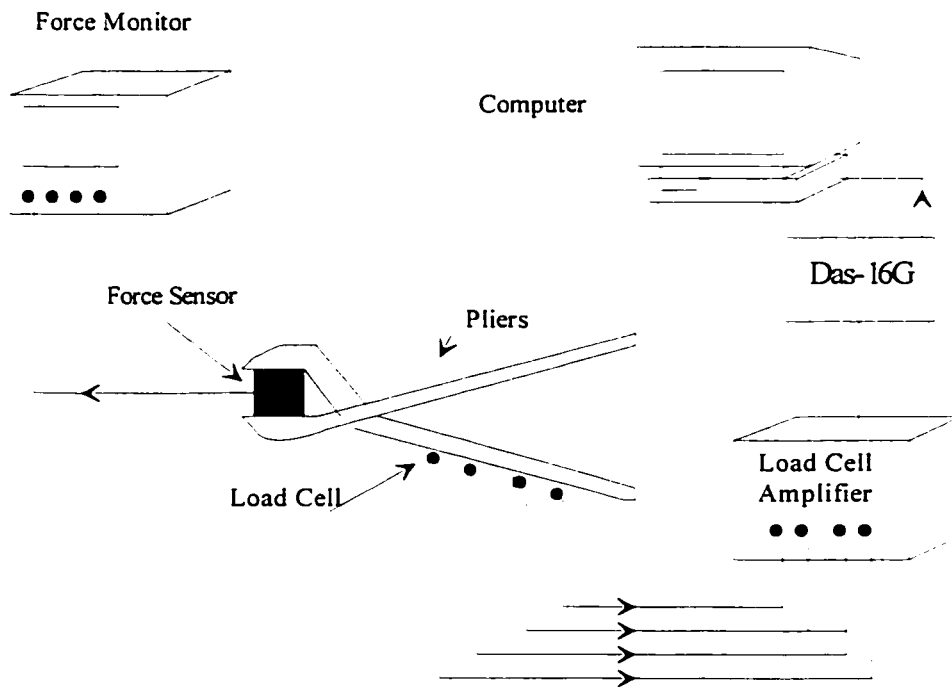 Force Monitor
Computer
Das-16G
Force Sensor
Pliers
Load Cell
Load Cell
Amplifier